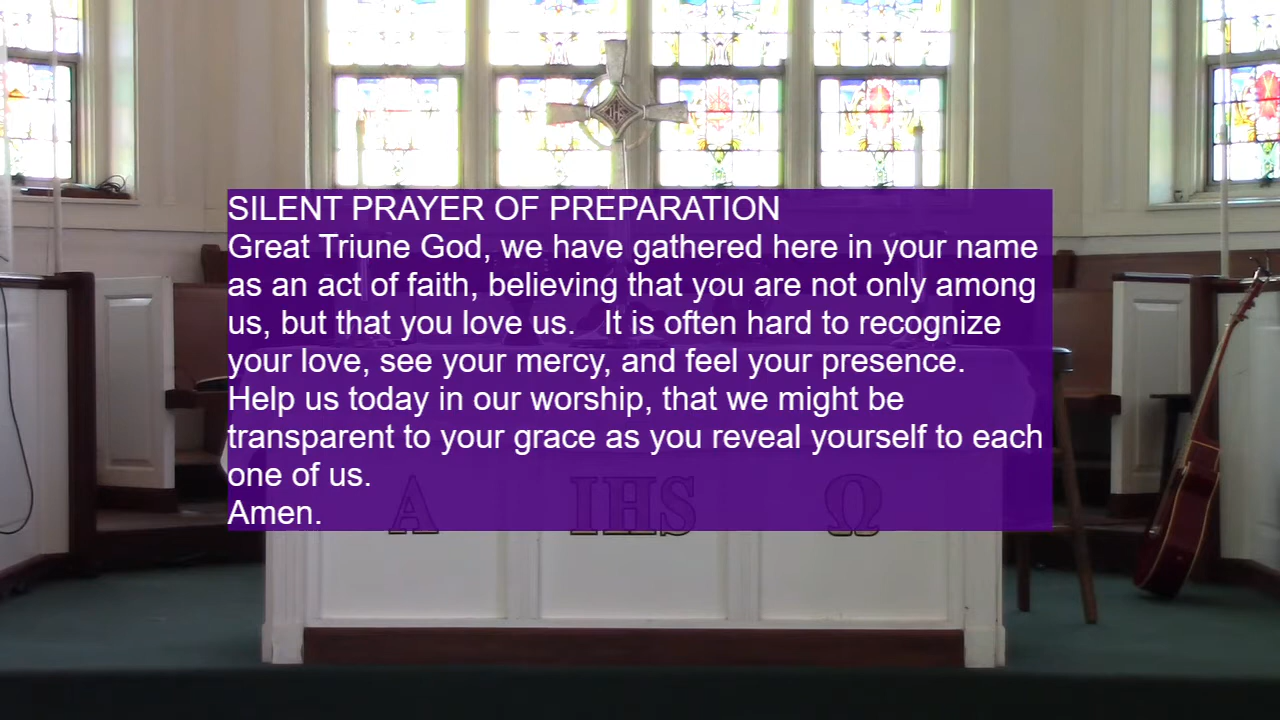 IHS
SILENT PRAYER OF PREPARATION
Great Triune God, we have gathered here in your name
as an act of faith, believing that you are not only among
us, but that you love us.   It is often hard to recognize
your love, see your mercy, and feel your presence.
Help us today in our worship, that we might be
transparent to your grace as you reveal yourself to each
one of us.
Amen.
Α IHS Ω